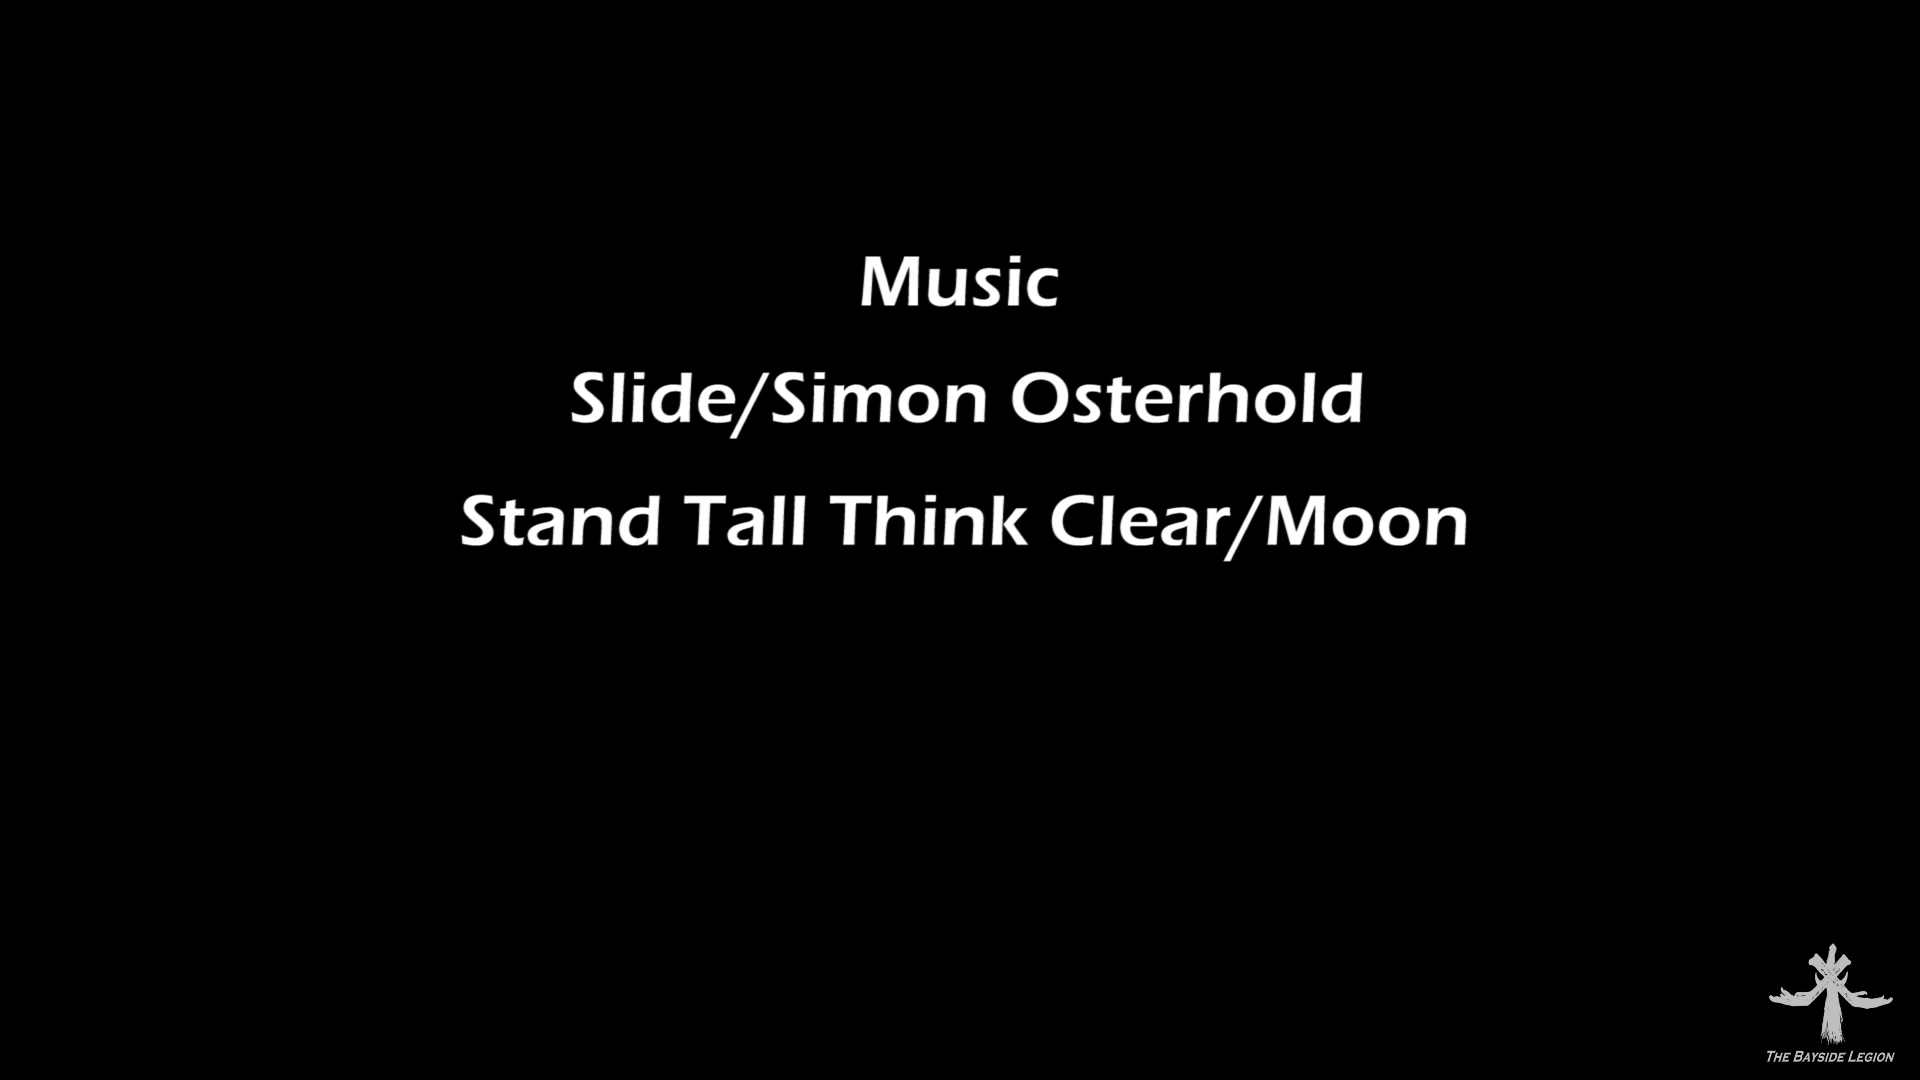 Music
Slide/Simon Osterhold
Stand Tall Think Clear/Moon
The Bayside Legion